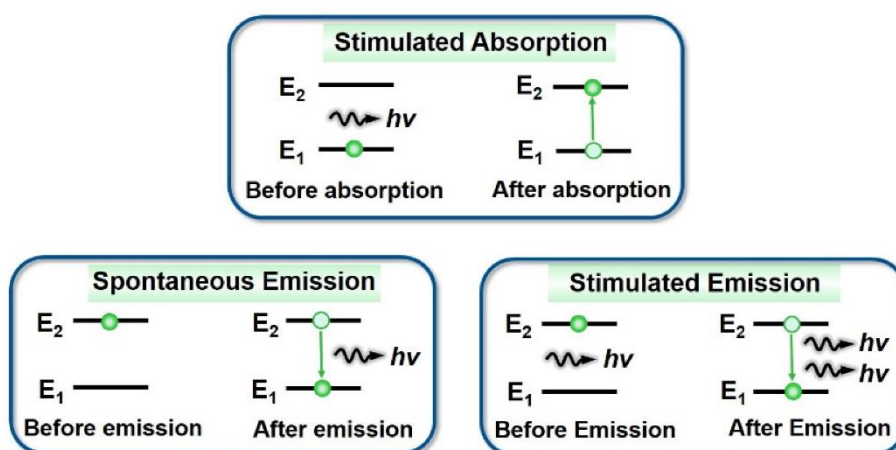 Stimulated Absorption
E₂
hv
E₁
Before absorption
E₂
E₁
After absorption
Spontaneous Emission
E₂
E₁
Before emission
E₂
hv
E₁
After emission
Stimulated Emission
E₂
hv
E₁
Before Emission
E₂
hv
hv
E₁
After Emission